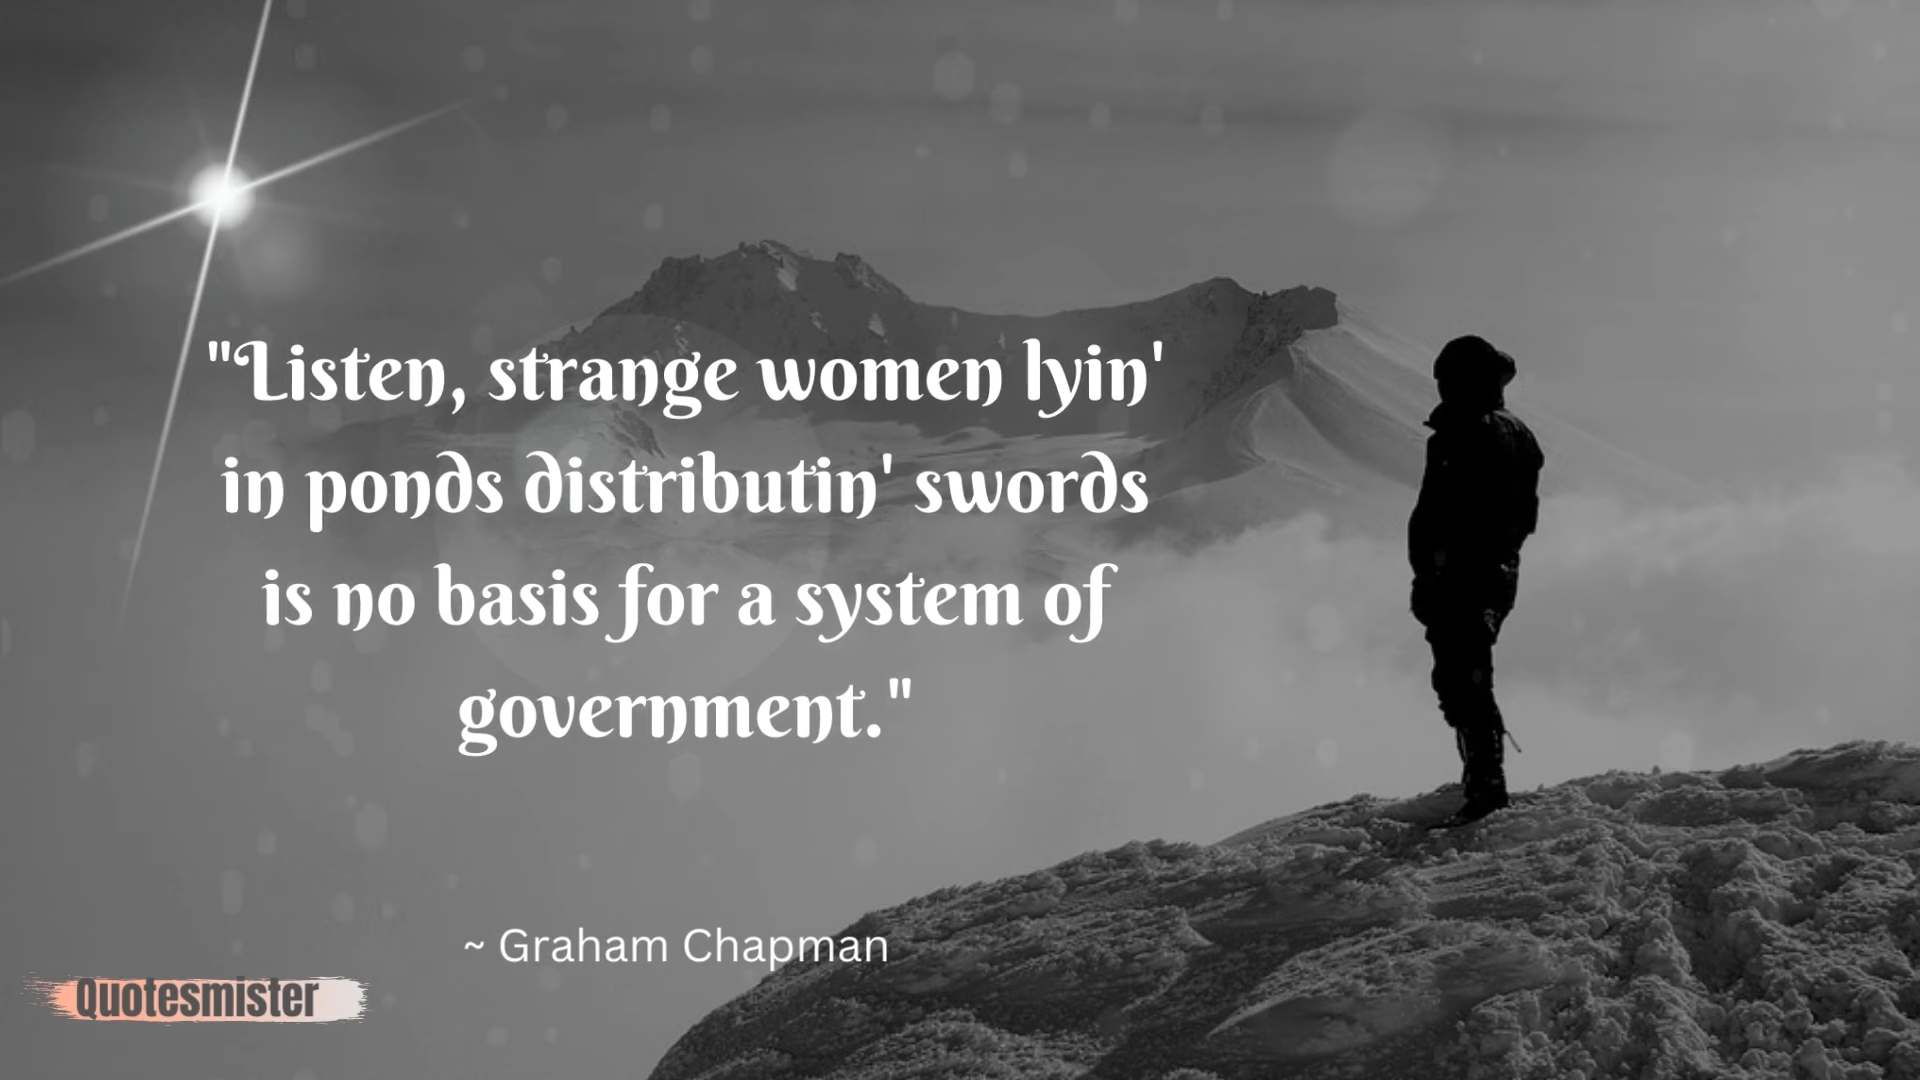 "Listen, strange women lyin'
in ponds distributin' swords
is no basis for a system of
government."
~ Graham Chapman
Quotesmister